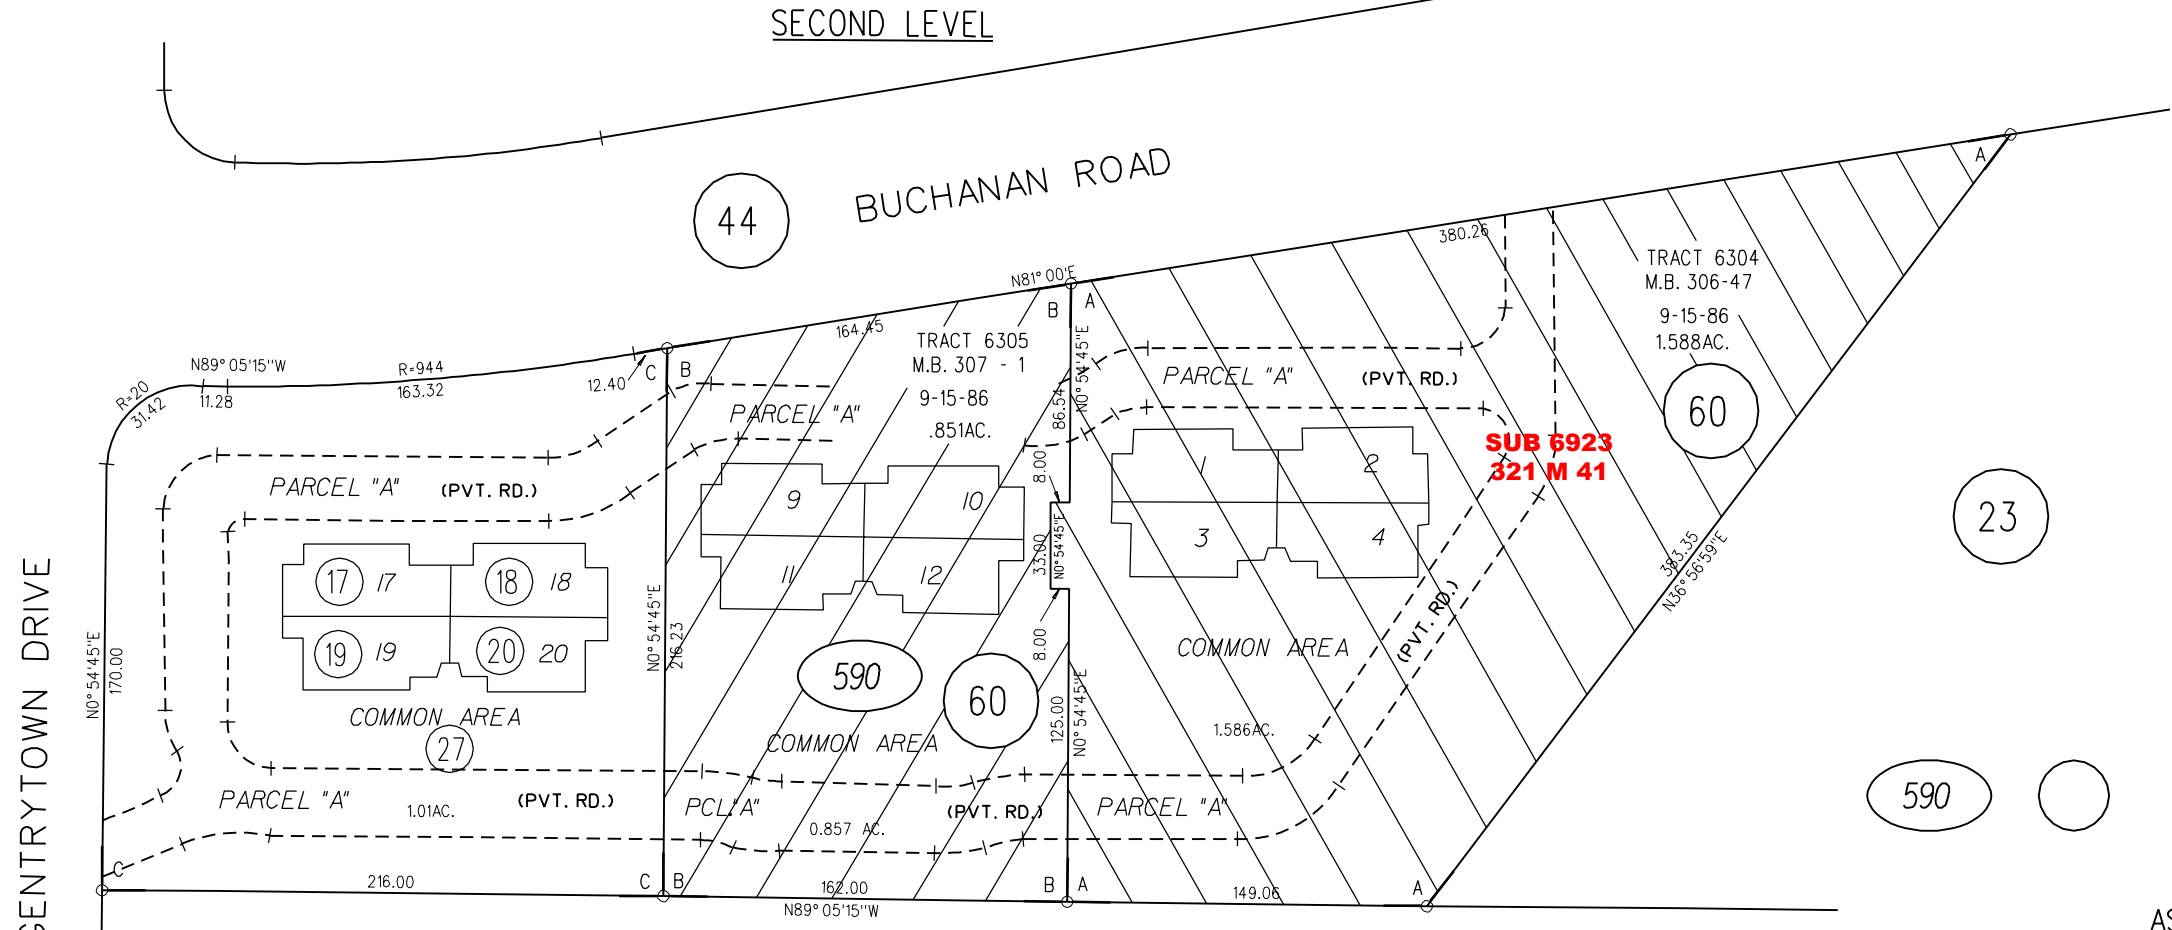 SECOND LEVEL
44
BUCHANAN ROAD
A
380.26
TRACT 6304
M.B. 306-47
9-15-86
1.588AC.
60
N81° 00'E
B A
164.45
TRACT 6305
M.B. 307 - 1
9-15-86
.851AC.
N89° 05'15"W
11.28
R=944
163.32
12.40
C B
R=20
31.42
N0° 54'45"E
86.54
PARCEL "A" (PVT. RD.)
PARCEL "A"
SUB 6923
321 M 41
8.00
1 2
3 4
9 10
11 12
33.00
N0° 54'45"E
8.00
PARCEL "A" (PVT. RD.)
17 17 18 18
19 19 20 20
23
383.35
N36° 56'59"E
GENTRYTOWN DRIVE
N0° 54'45"E
170.00
N0° 54'45"E
216.23
590
60
COMMON AREA
(PVT. RD.)
COMMON AREA
27
COMMON AREA
125.00
N0° 54'45"E
1.586AC.
PARCEL "A"
1.01AC.
(PVT. RD.)
PCL."A"
0.857 AC.
(PVT. RD.)
PARCEL "A"
590
C
216.00
C B
162.00
N89° 05'15"W
B A
149.06
A
AS